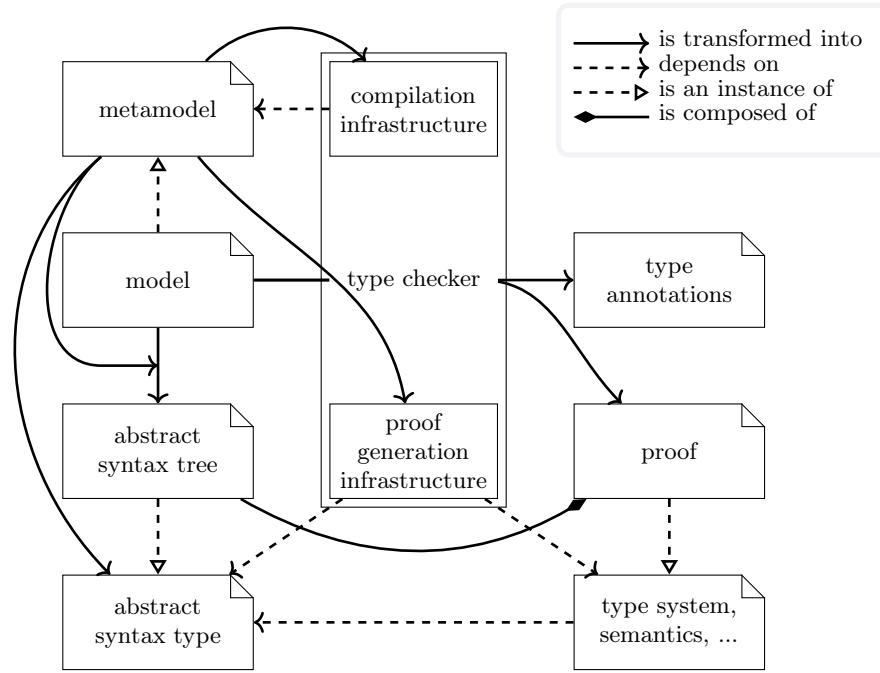 is transformed into
depends on
is an instance of
is composed of
metamodel
compilation
infrastructure
model
type checker
type
annotations
abstract
syntax tree
proof
generation
infrastructure
proof
abstract
syntax type
type system,
semantics, ...